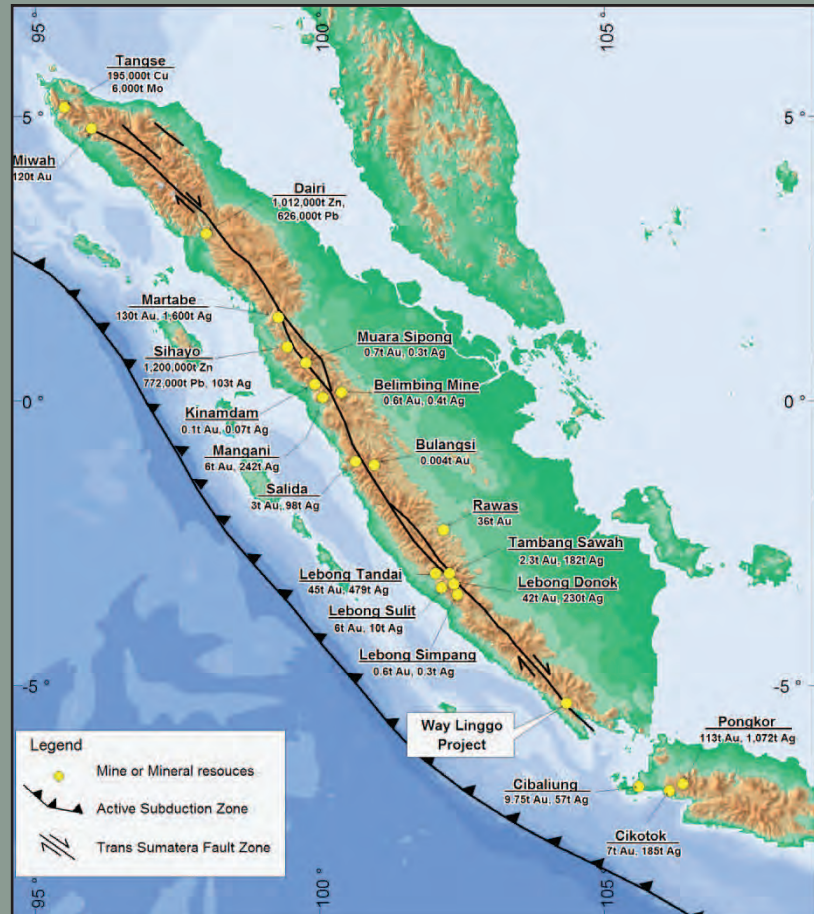 95
100
105
Tangse
195,000t Cu
6,000t Mo
5 °
5 °
Miwah
120t Au
Dairi
1,012,000t Zn,
626,000t Pb
Martabe
130t Au, 1,600t Ag
Muara Sipong
0.7t Au, 0.3t Ag
Sihayo
1,200,000t Zn
772,000t Pb, 103t Ag
Belimbing Mine
0.6t Au, 0.4t Ag
0 °
0 °
Kinamdam
0.1t Au, 0.07t Ag
Mangani
6t Au, 242t Ag
Bulangsi
0.004t Au
Salida
3t Au, 98t Ag
Rawas
36t Au
Tambang Sawah
2.3t Au, 182t Ag
Lebong Tandai
45t Au, 479t Ag
Lebong Donok
42t Au, 230t Ag
Lebong Sulit
6t Au, 10t Ag
Lebong Simpang
0.6t Au, 0.3t Ag
-5 °
-5 °
Way Linggo
Project
Pongkor
113t Au, 1,072t Ag
Cibaliung
9.75t Au, 57t Ag
Cikotok
7t Au, 185t Ag
Legend
Mine or Mineral resouces
Active Subduction Zone
Trans Sumatera Fault Zone
95 °
100 °
105 °